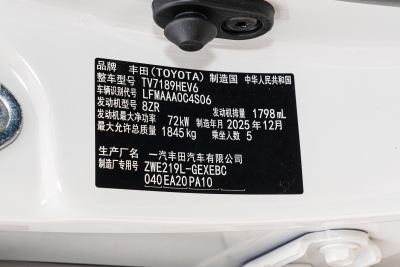 品牌 丰田(TOYOTA) 制造国 中华人民共和国
整车型号 TV7189HEV6
车辆识别代号 LFMAAA0C4S06
发动机型号 8ZR 发动机排量 1798mL
发动机最大净功率 72kW 制造年月 2025年12月
最大允许总质量 1845kg 乘坐人数 5
生产厂名 一汽丰田汽车有限公司
制造厂专用号 ZWE219L-GEXEBC
040EA20PA10